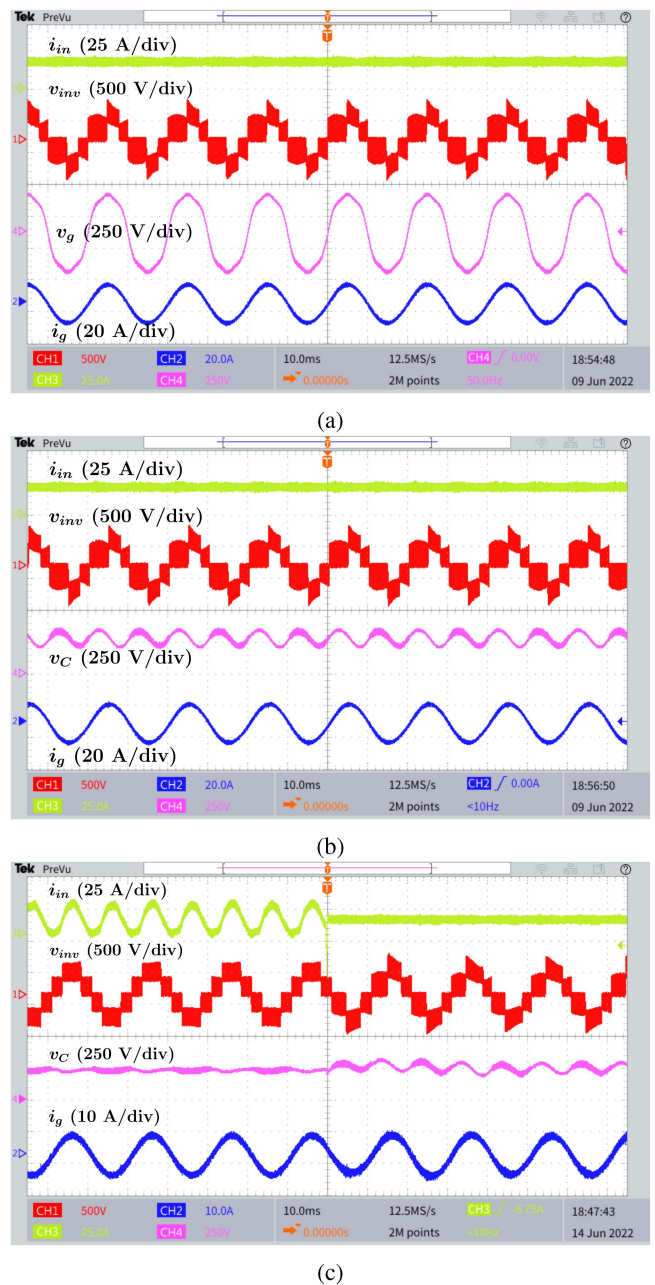 Tek PreVu
i_in (25 A/div)
v_inv (500 V/div)
v_g (250 V/div)
i_g (20 A/div)
CH1 500V CH2 20.0A 10.0ms 12.5MS/s CH4 0.00V 18:54:48
CH3 25.0A CH4 250V 0.00000s 2M points 50.0Hz 09 Jun 2022
(a)
Tek PreVu
i_in (25 A/div)
v_inv (500 V/div)
v_C (250 V/div)
i_g (20 A/div)
CH1 500V CH2 20.0A 10.0ms 12.5MS/s CH2 0.00A 18:56:50
CH3 25.0A CH4 250V 0.00000s 2M points <10Hz 09 Jun 2022
(b)
Tek PreVu
i_in (25 A/div)
v_inv (500 V/div)
v_C (250 V/div)
i_g (10 A/div)
CH1 500V CH2 10.0A 10.0ms 12.5MS/s CH3 18:47:43
CH3 25.0A CH4 250V 0.00000s 2M points <10Hz 14 Jun 2022
(c)